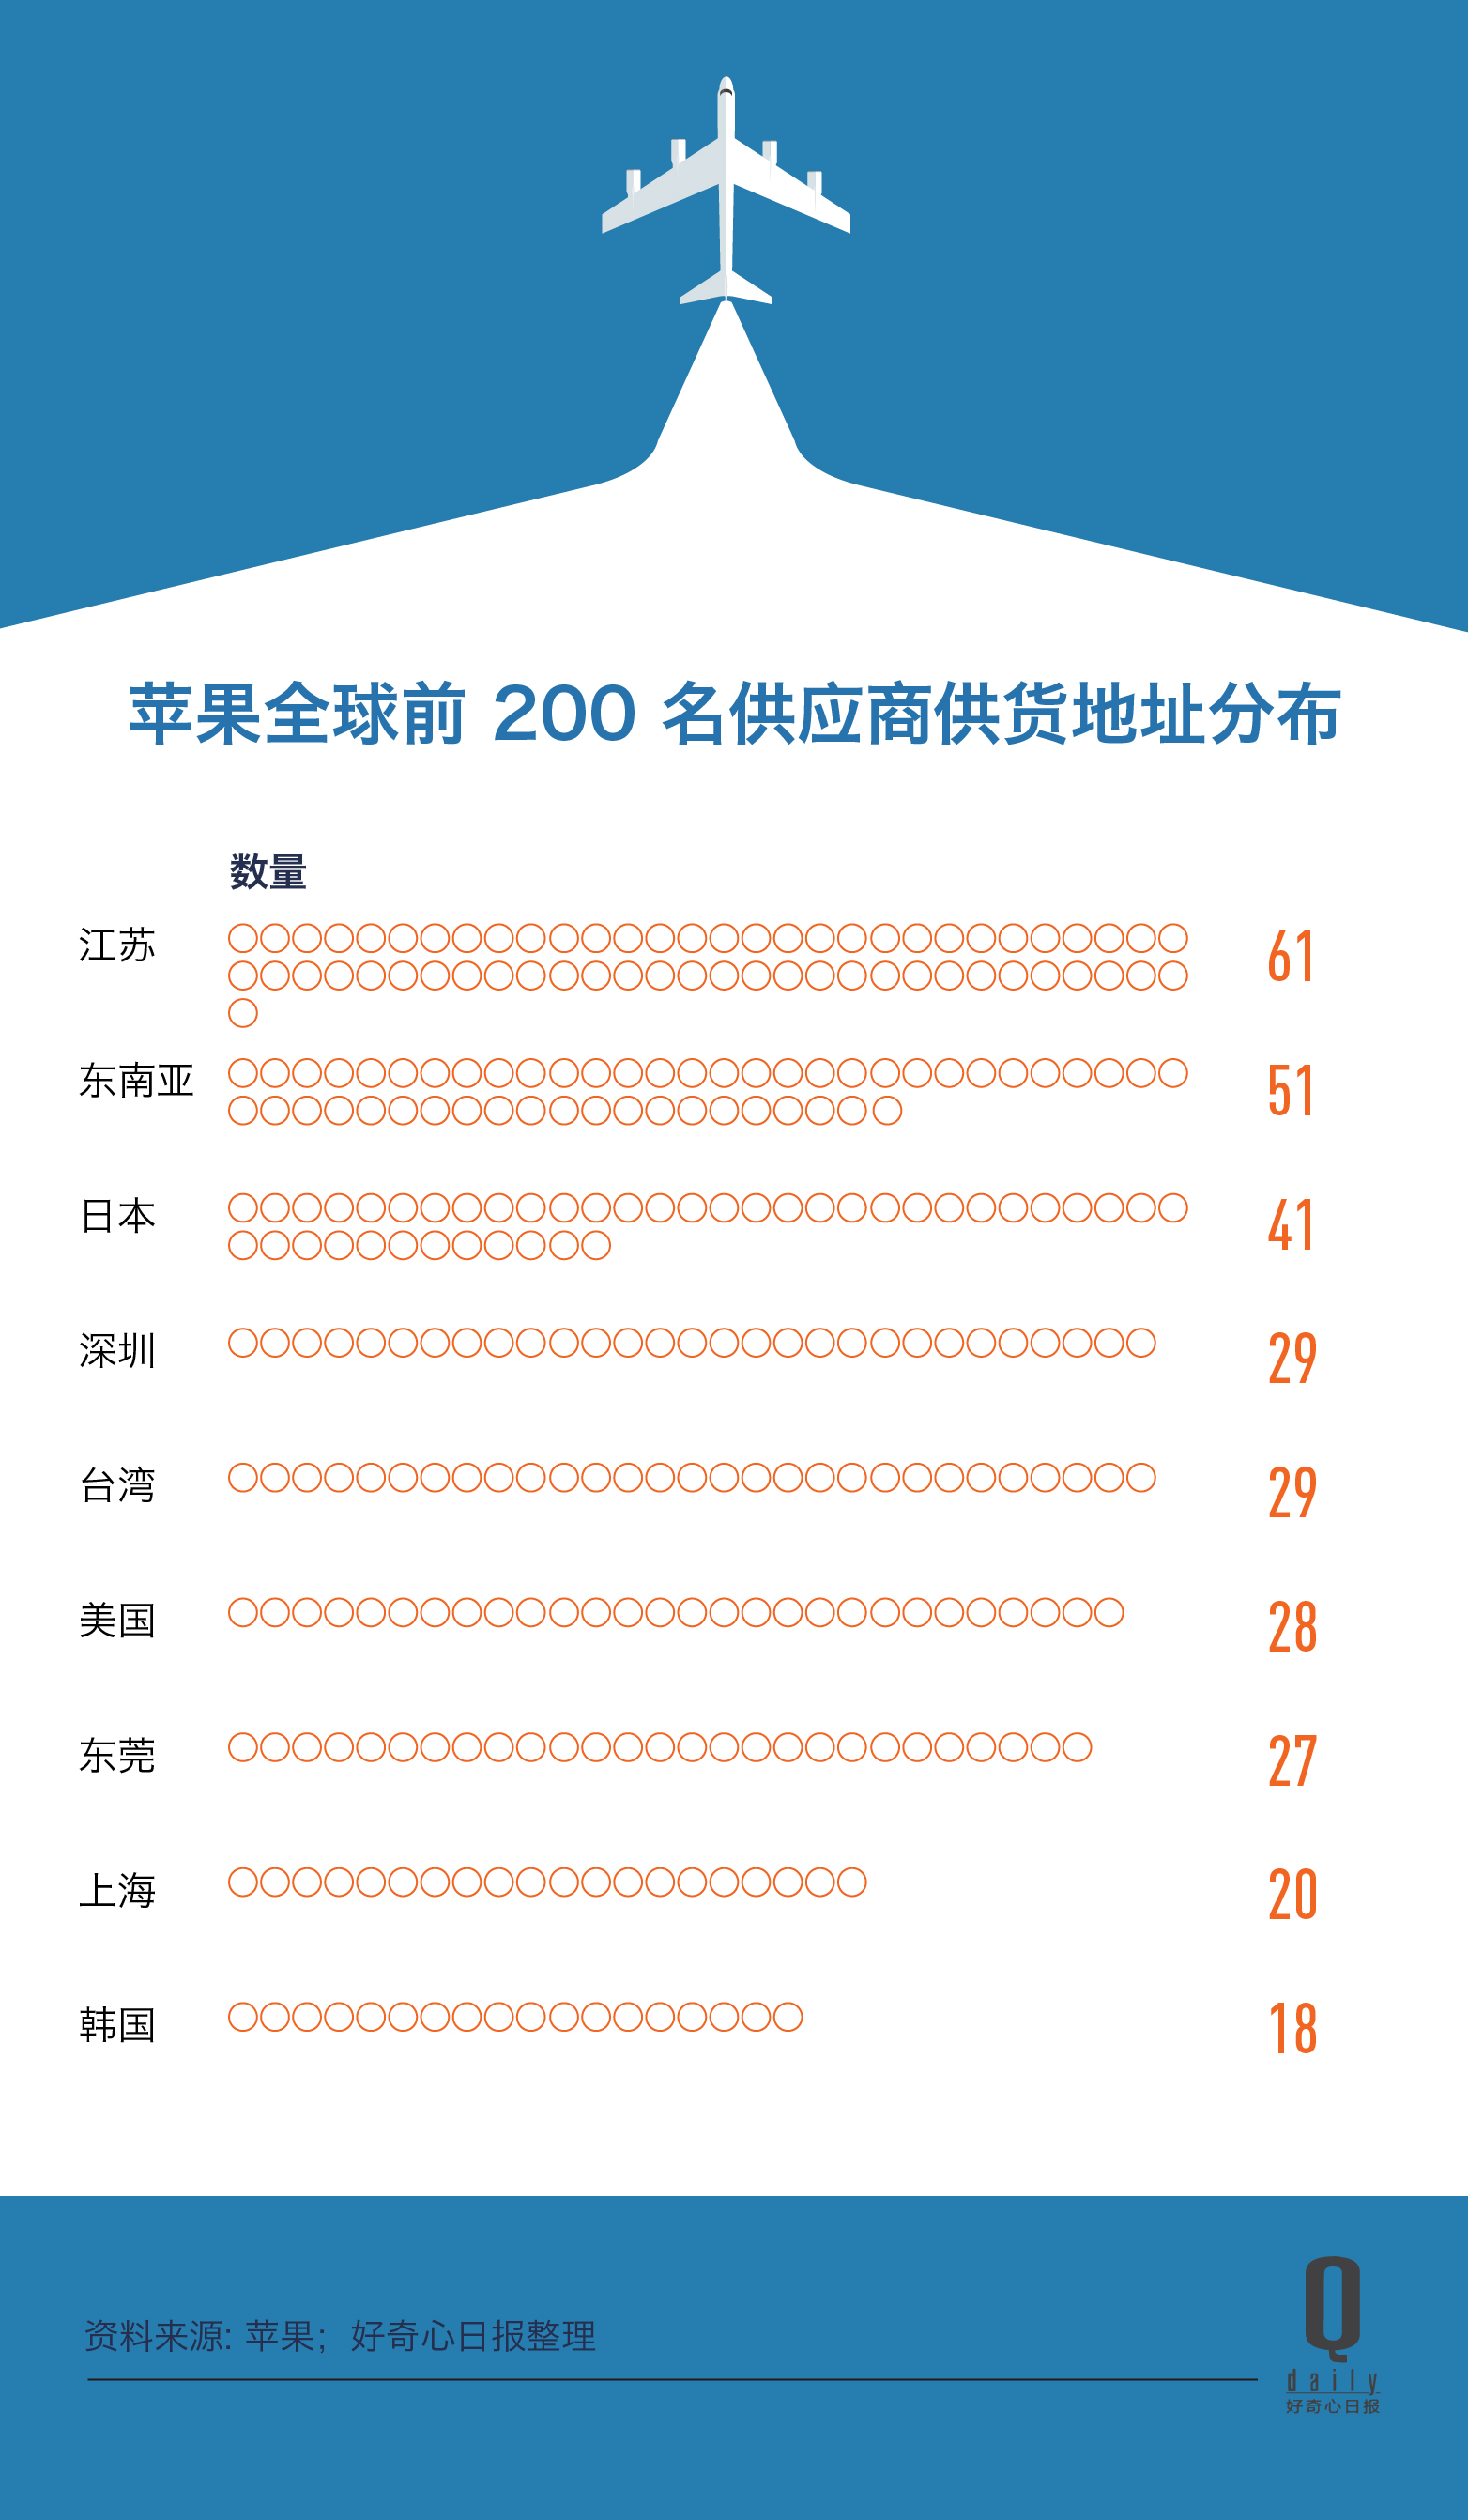 苹果全球前 200 名供应商供货地址分布
数量
江苏 61
东南亚 51
日本 41
深圳 29
台湾 29
美国 28
东莞 27
上海 20
韩国 18
资料来源: 苹果； 好奇心日报整理
Q
daily
好奇心日报